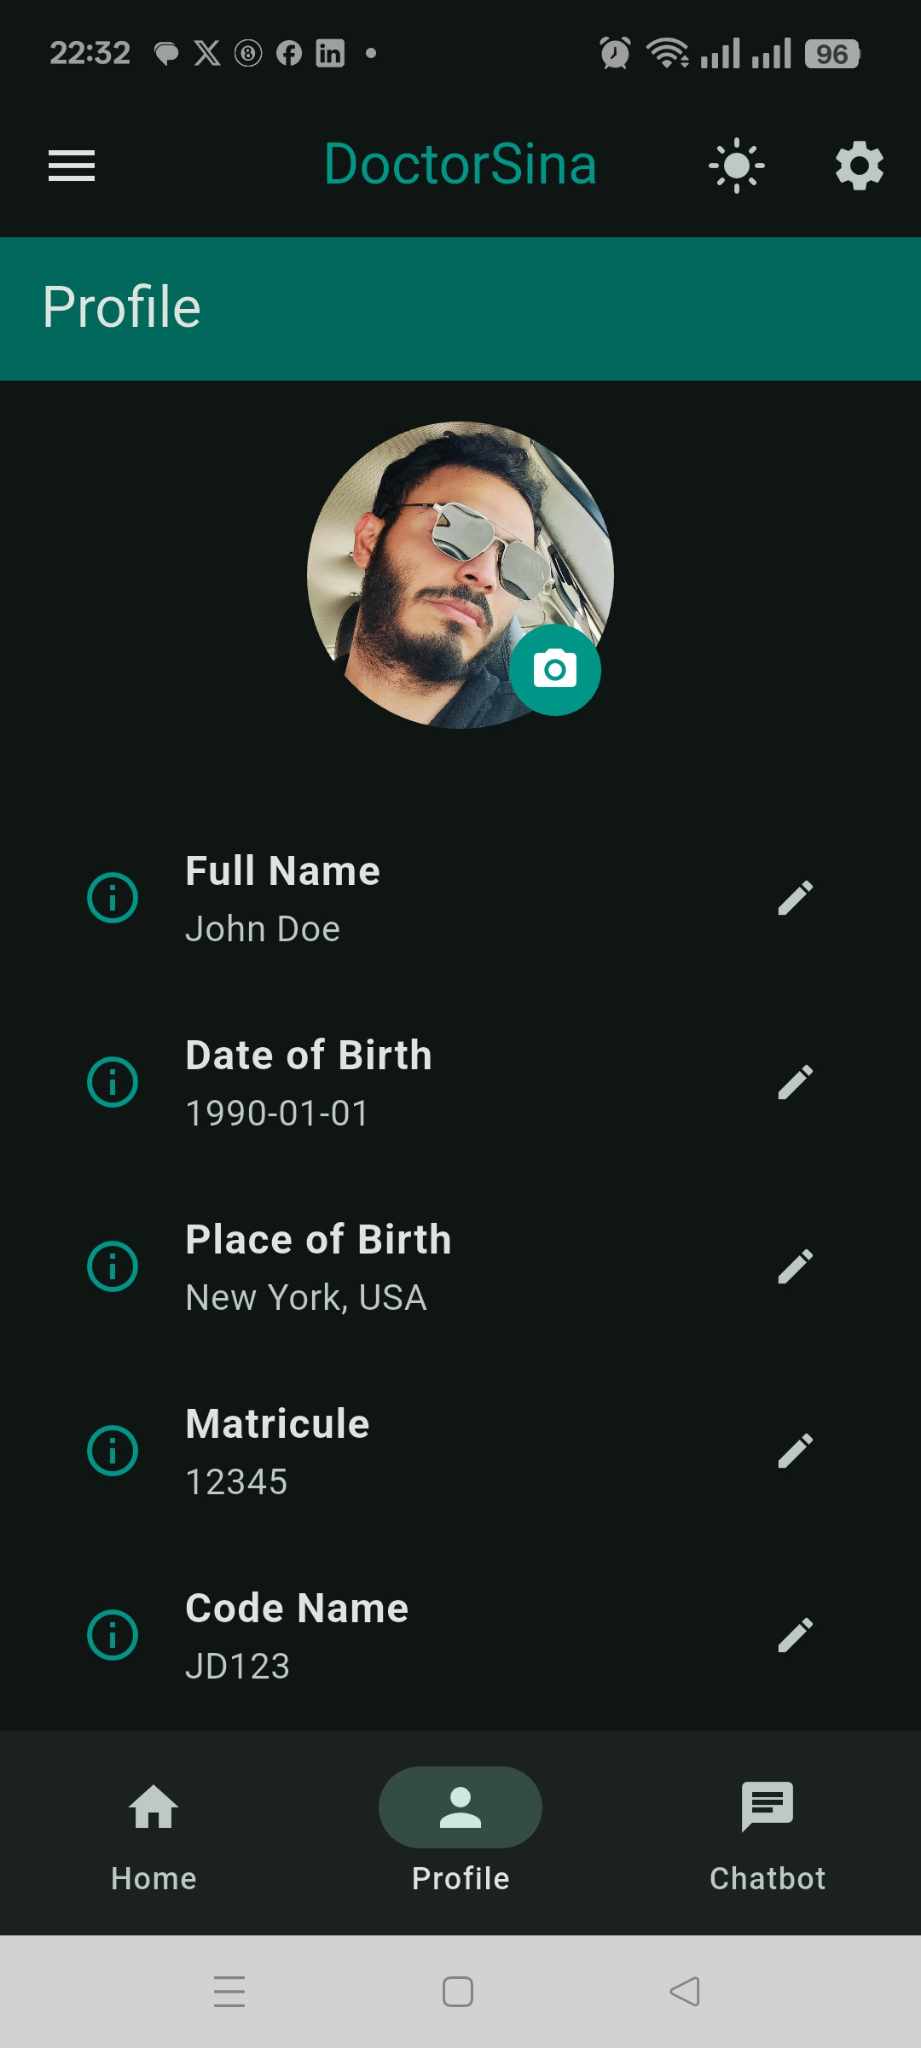 22:32
96
DoctorSina
Profile
Full Name
John Doe
Date of Birth
1990-01-01
Place of Birth
New York, USA
Matricule
12345
Code Name
JD123
Home
Profile
Chatbot